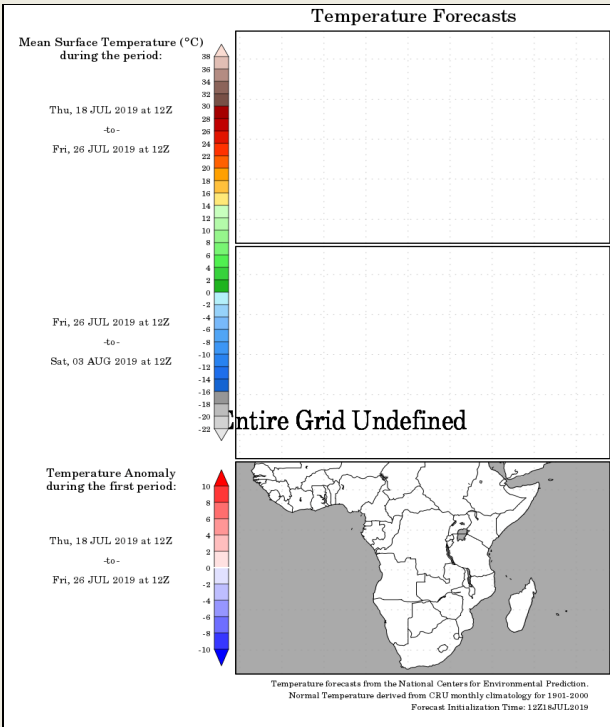 Temperature Forecasts
Mean Surface Temperature (°C)
during the period:
Thu, 18 JUL 2019 at 12Z
-to-
Fri, 26 JUL 2019 at 12Z
38
36
34
32
30
28
26
24
22
20
18
16
14
12
10
8
6
4
2
0
-2
-4
-6
-8
-10
-12
-14
-16
-18
-20
-22
Fri, 26 JUL 2019 at 12Z
-to-
Sat, 03 AUG 2019 at 12Z
Entire Grid Undefined
Temperature Anomaly
during the first period:
Thu, 18 JUL 2019 at 12Z
-to-
Fri, 26 JUL 2019 at 12Z
10
8
6
4
2
0
-2
-4
-6
-8
-10
Temperature forecasts from the National Centers for Environmental Prediction.
Normal Temperature derived from CRU monthly climatology for 1901-2000
Forecast Initialization Time: 12Z18JUL2019